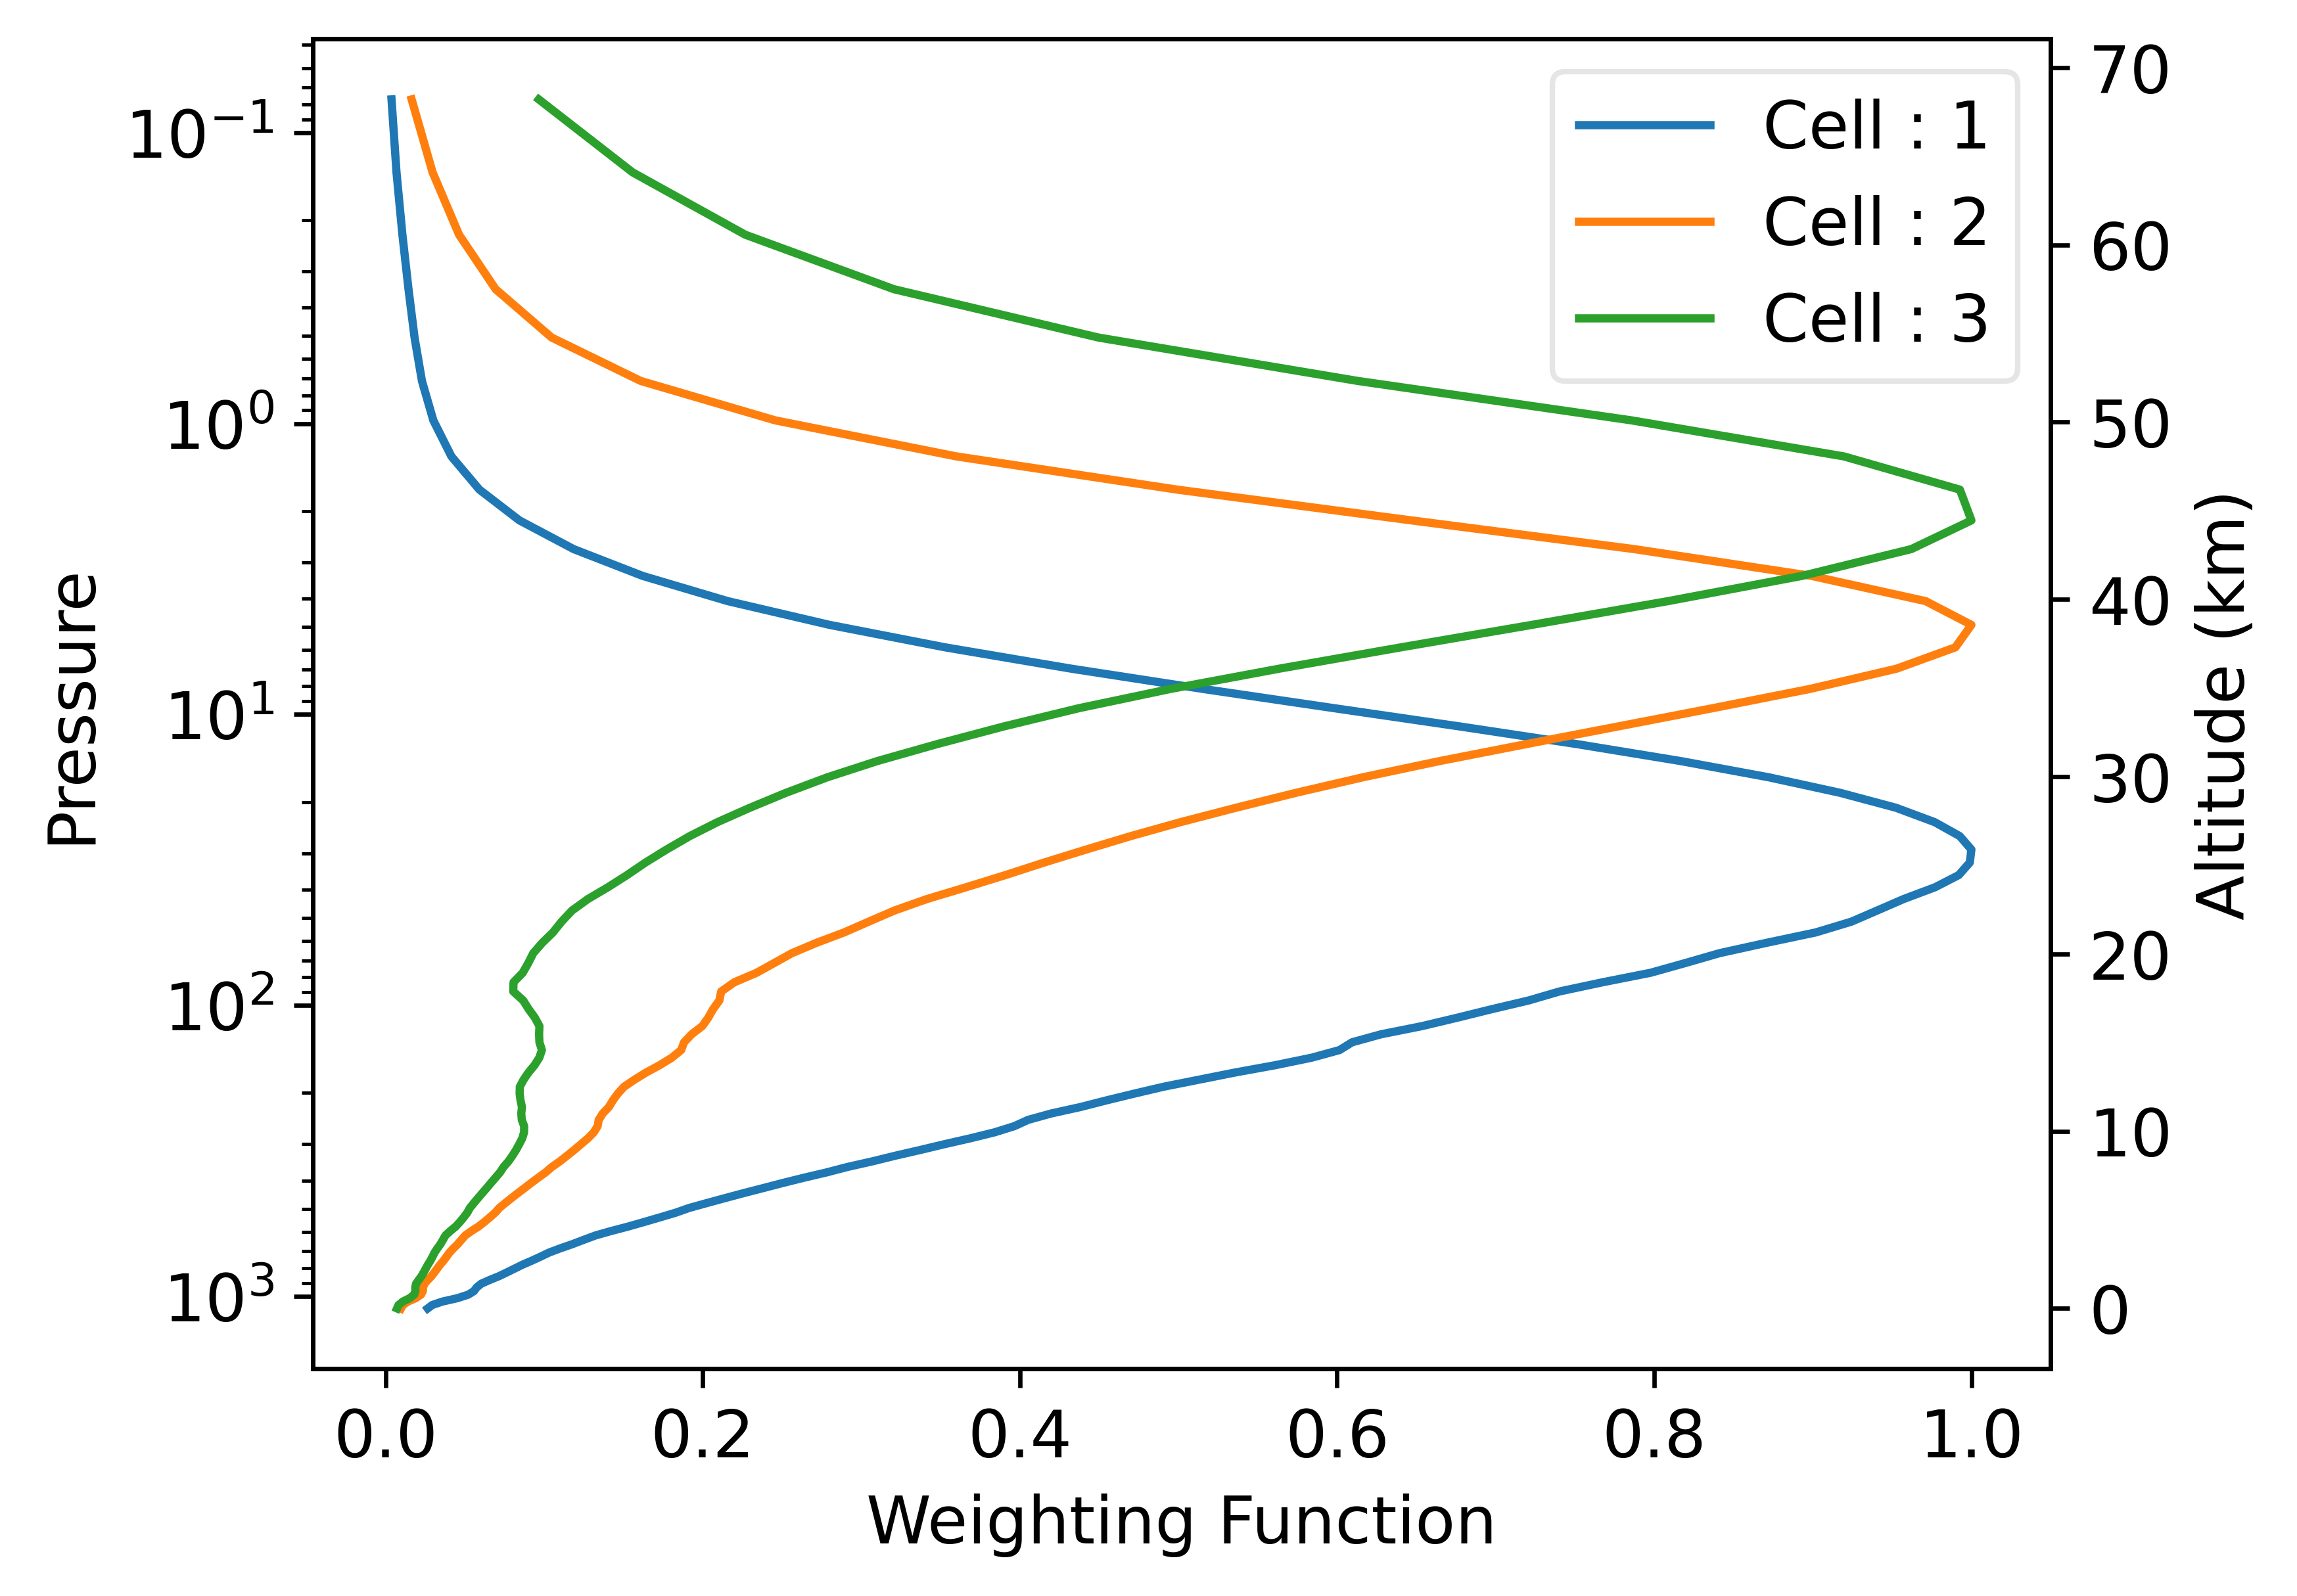 Cell : 1
Cell : 2
Cell : 3
10⁻¹
10⁰
10¹
10²
10³
Pressure
70
60
50
40
30
20
10
0
Altitude (km)
0.0 0.2 0.4 0.6 0.8 1.0
Weighting Function